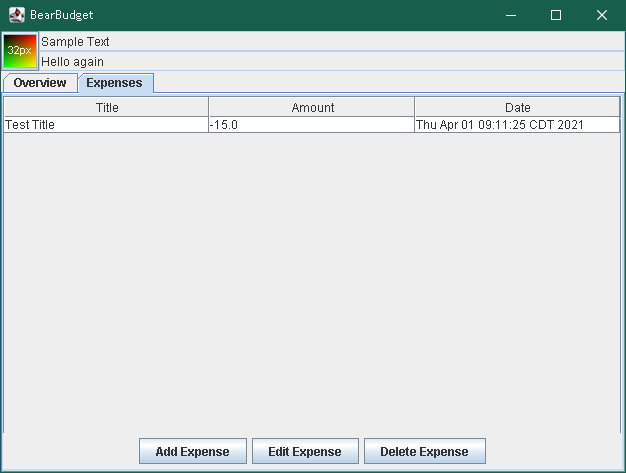 BearBudget
32px
Sample Text
Hello again
Overview Expenses
Title Amount Date
Test Title -15.0 Thu Apr 01 09:11:25 CDT 2021
Add Expense Edit Expense Delete Expense